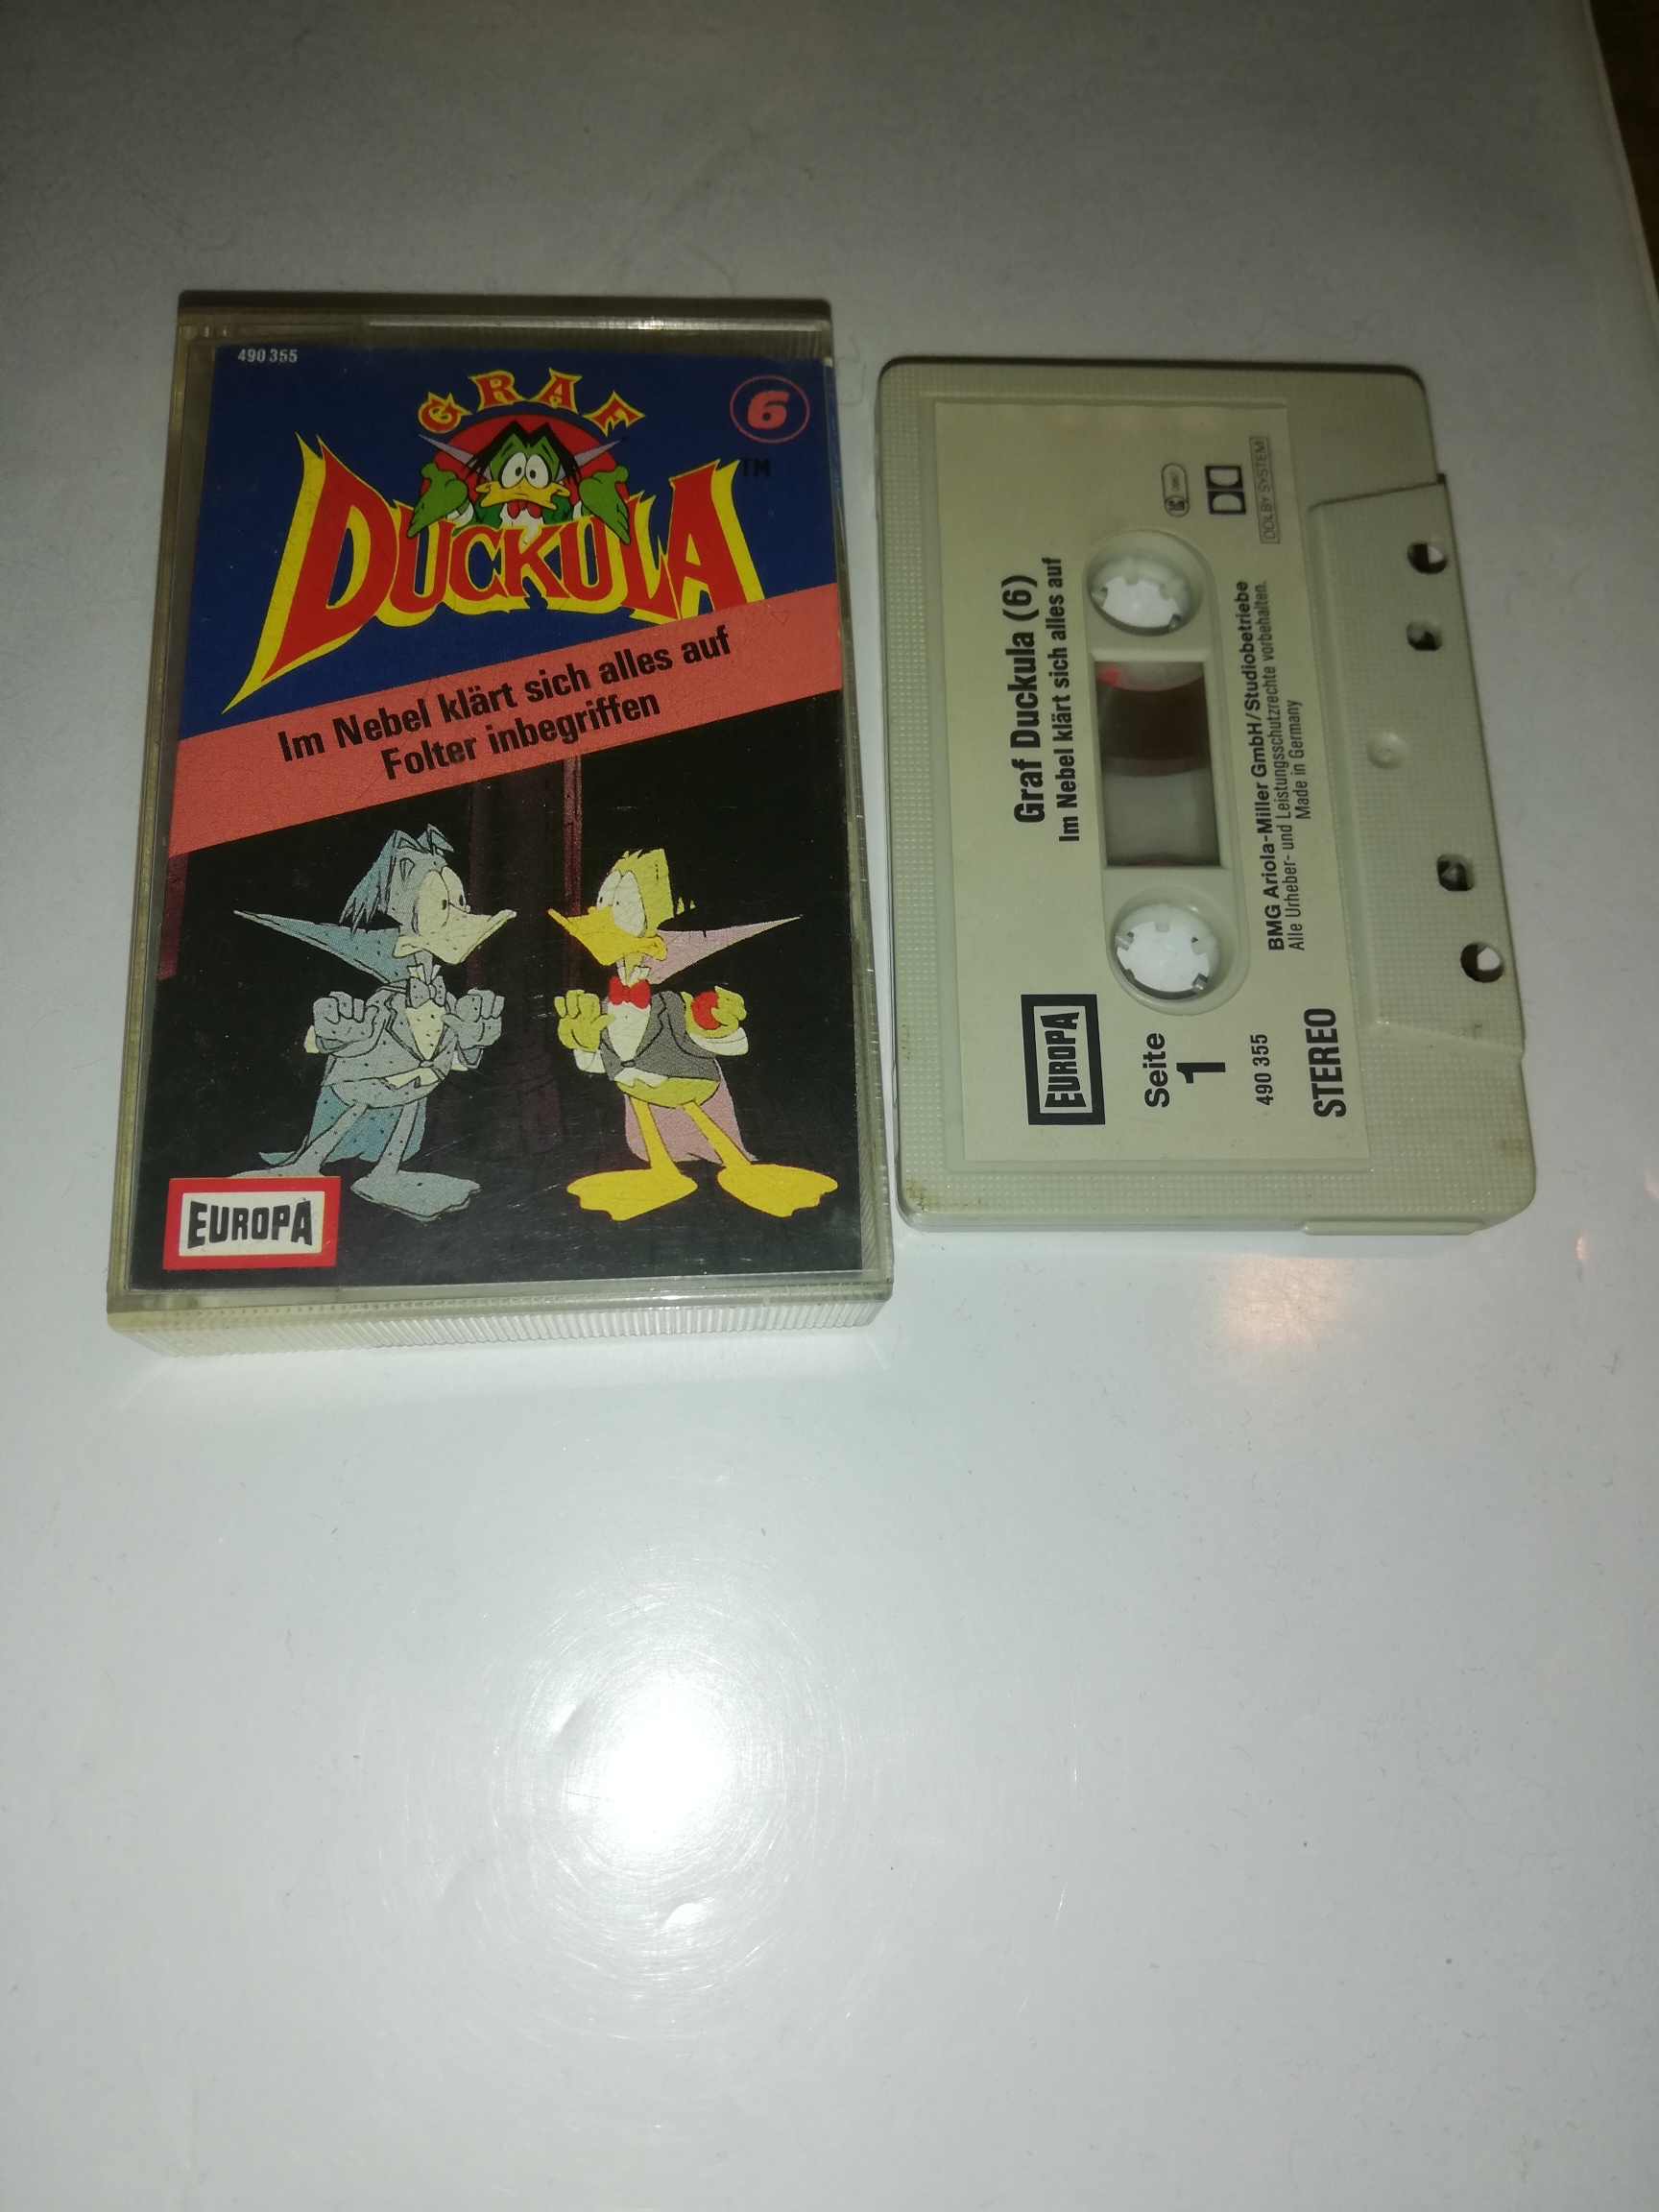 490 355
GRAF
6
DUCKULA
TM
Im Nebel klärt sich alles auf
Folter inbegriffen
EUROPA
Graf Duckula (6)
Im Nebel klärt sich alles auf
EUROPA
Seite
1
490 355
STEREO
DOLBY SYSTEM
BMG Ariola-Miller GmbH/Studiobetriebe
Alle Urheber- und Leistungsschutzrechte vorbehalten.
Made in Germany